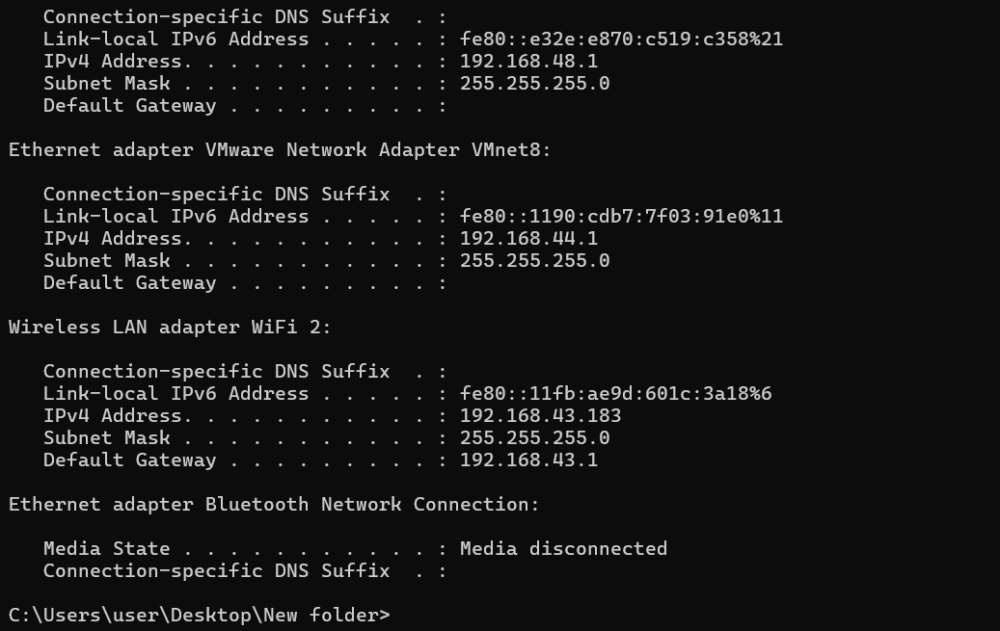 Connection-specific DNS Suffix  . :
Link-local IPv6 Address . . . . . : fe80::e32e:e870:c519:c358%21
IPv4 Address. . . . . . . . . . . : 192.168.48.1
Subnet Mask . . . . . . . . . . . : 255.255.255.0
Default Gateway . . . . . . . . . :
Ethernet adapter VMware Network Adapter VMnet8:
Connection-specific DNS Suffix  . :
Link-local IPv6 Address . . . . . : fe80::1190:cdb7:7f03:91e0%11
IPv4 Address. . . . . . . . . . . : 192.168.44.1
Subnet Mask . . . . . . . . . . . : 255.255.255.0
Default Gateway . . . . . . . . . :
Wireless LAN adapter WiFi 2:
Connection-specific DNS Suffix  . :
Link-local IPv6 Address . . . . . : fe80::11fb:ae9d:601c:3a18%6
IPv4 Address. . . . . . . . . . . : 192.168.43.183
Subnet Mask . . . . . . . . . . . : 255.255.255.0
Default Gateway . . . . . . . . . : 192.168.43.1
Ethernet adapter Bluetooth Network Connection:
Media State . . . . . . . . . . . : Media disconnected
Connection-specific DNS Suffix  . :
C:\Users\user\Desktop\New folder>